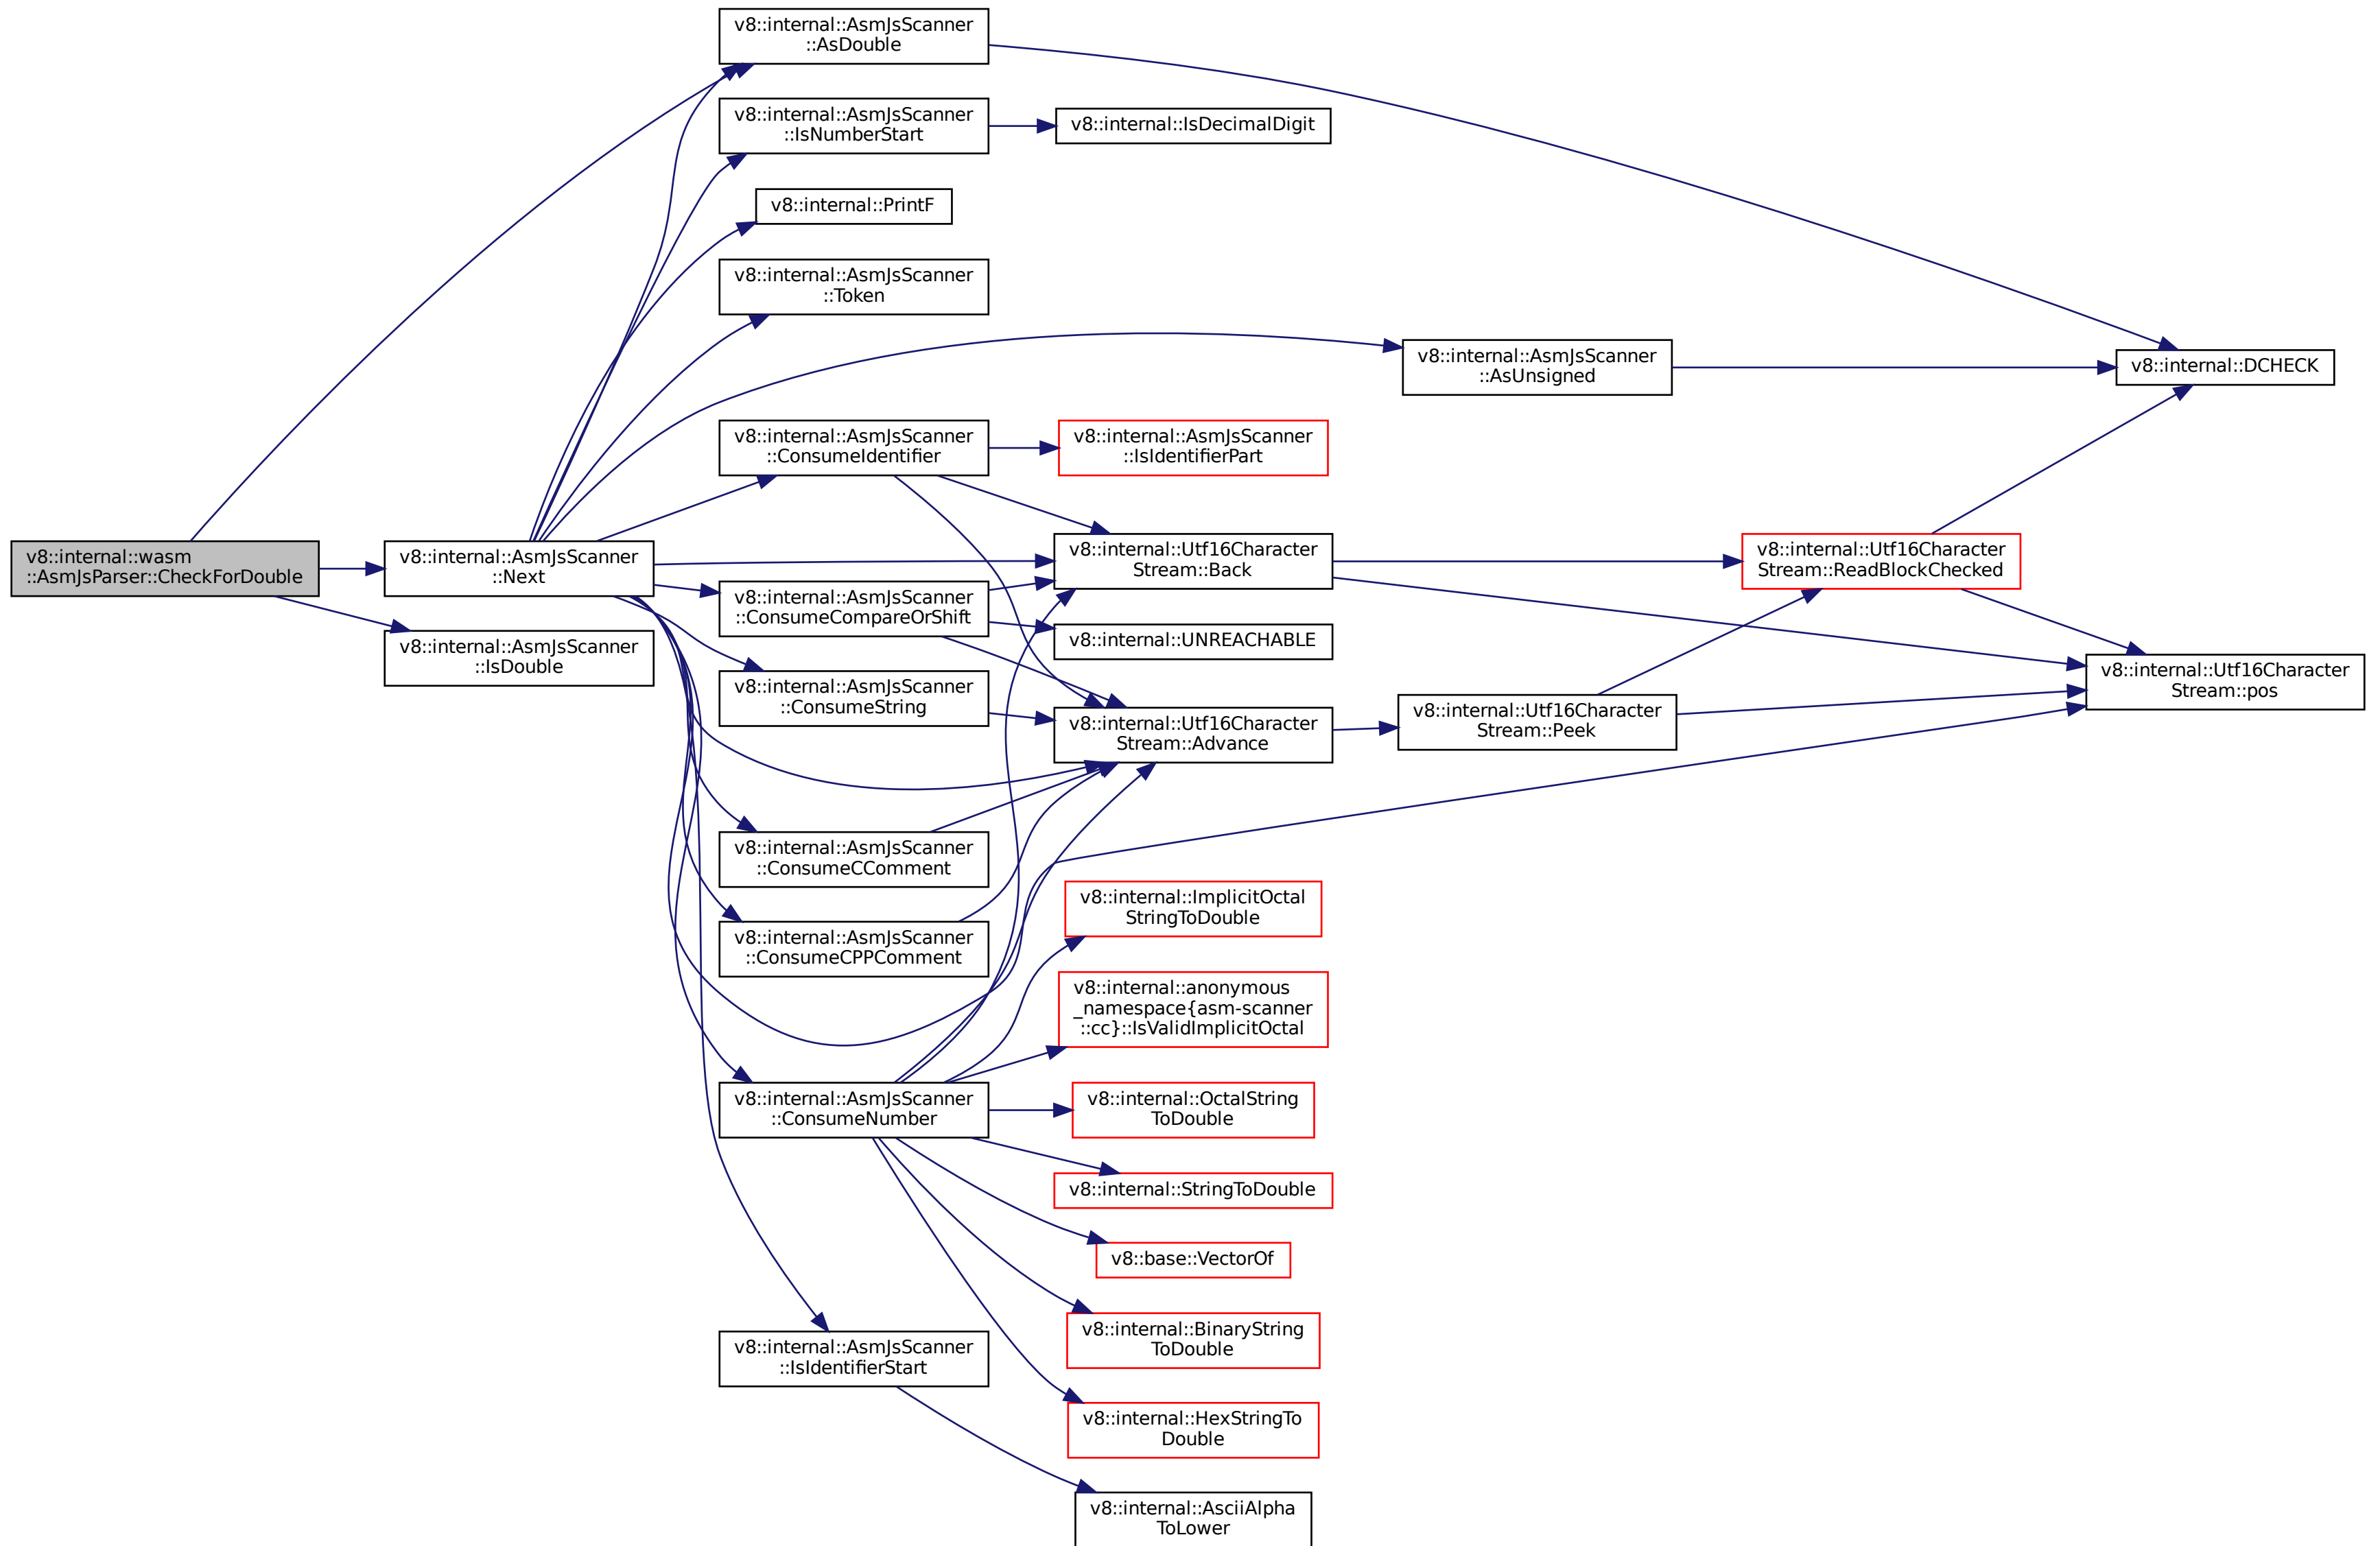 v8::internal::wasm
::AsmJsParser::CheckForDouble
v8::internal::AsmJsScanner
::Next
v8::internal::AsmJsScanner
::IsDouble
v8::internal::AsmJsScanner
::AsDouble
v8::internal::AsmJsScanner
::IsNumberStart
v8::internal::PrintF
v8::internal::AsmJsScanner
::Token
v8::internal::AsmJsScanner
::ConsumeIdentifier
v8::internal::AsmJsScanner
::ConsumeCompareOrShift
v8::internal::AsmJsScanner
::ConsumeString
v8::internal::AsmJsScanner
::ConsumeCComment
v8::internal::AsmJsScanner
::ConsumeCPPComment
v8::internal::AsmJsScanner
::ConsumeNumber
v8::internal::AsmJsScanner
::IsIdentifierStart
v8::internal::IsDecimalDigit
v8::internal::AsmJsScanner
::IsIdentifierPart
v8::internal::Utf16Character
Stream::Back
v8::internal::UNREACHABLE
v8::internal::Utf16Character
Stream::Advance
v8::internal::ImplicitOctal
StringToDouble
v8::internal::anonymous
_namespace{asm-scanner
::cc}::IsValidImplicitOctal
v8::internal::OctalString
ToDouble
v8::internal::StringToDouble
v8::base::VectorOf
v8::internal::BinaryString
ToDouble
v8::internal::HexStringTo
Double
v8::internal::AsciiAlpha
ToLower
v8::internal::AsmJsScanner
::AsUnsigned
v8::internal::Utf16Character
Stream::Peek
v8::internal::Utf16Character
Stream::ReadBlockChecked
v8::internal::DCHECK
v8::internal::Utf16Character
Stream::pos